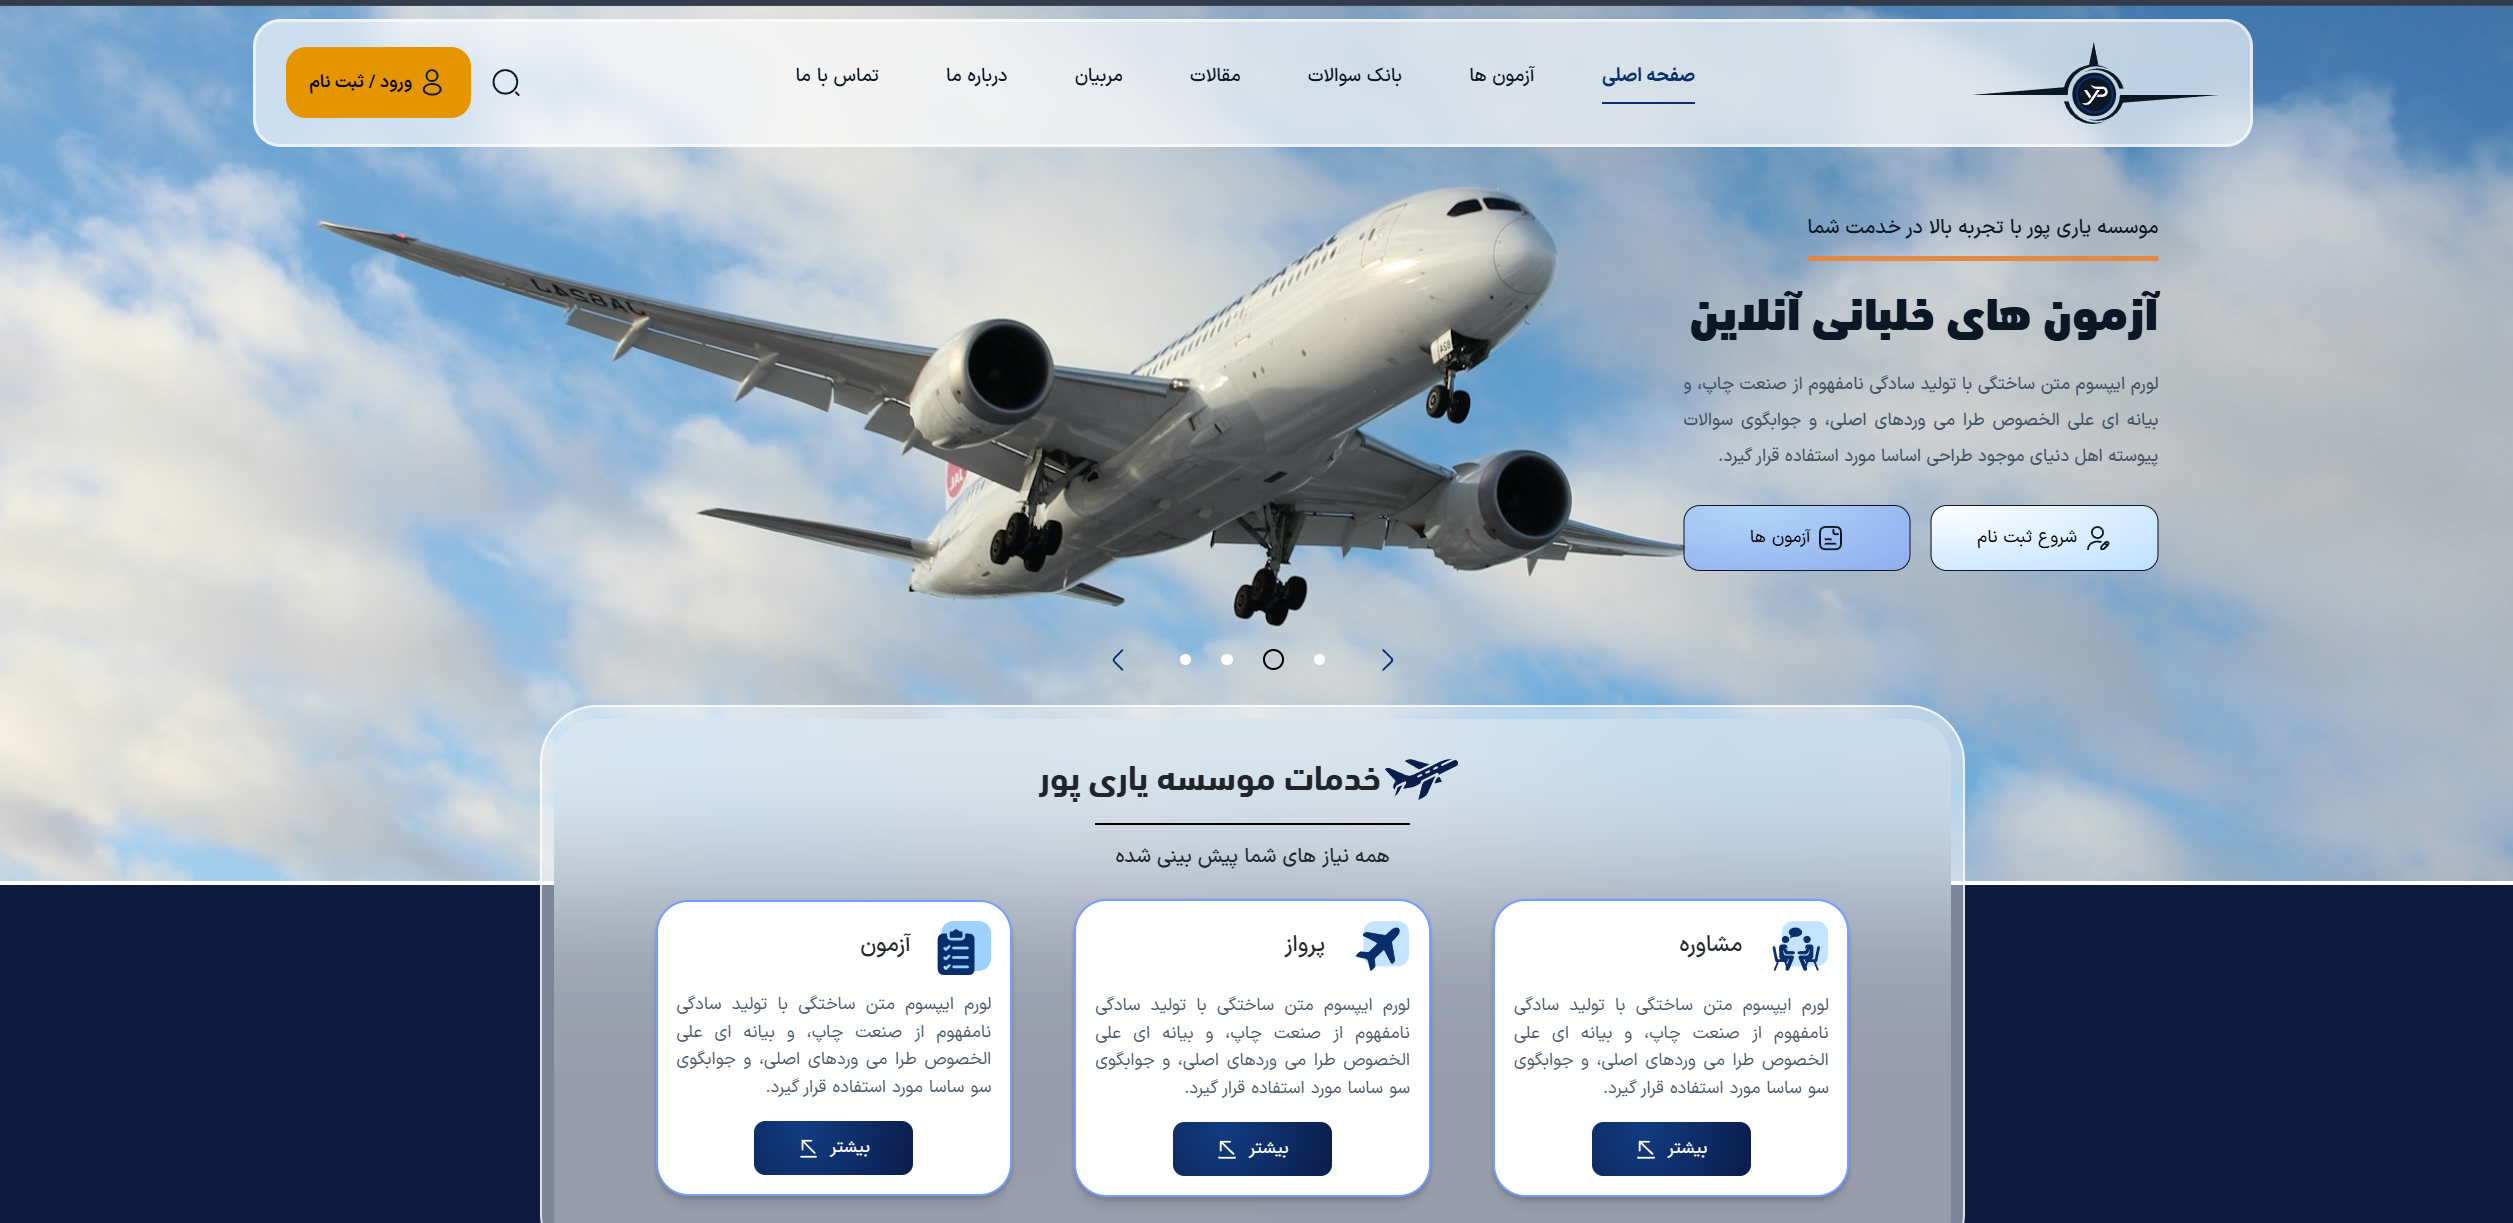 صفحه اصلی
آزمون ها
بانک سوالات
مقالات
مربیان
درباره ما
تماس با ما
ورود / ثبت نام
موسسه یاری پور با تجربه بالا در خدمت شما
آزمون های خلبانی آنلاین
لورم ایپسوم متن ساختگی با تولید سادگی نامفهوم از صنعت چاپ، و
بیانه ای علی الخصوص طرا می وردهای اصلی، و جوابگوی سوالات
پیوسته اهل دنیای موجود طراحی اساسا مورد استفاده قرار گیرد.
شروع ثبت نام
آزمون ها
JA828AJ
JAL
خدمات موسسه یاری پور
همه نیاز های شما پیش بینی شده
مشاوره
لورم ایپسوم متن ساختگی با تولید سادگی
نامفهوم از صنعت چاپ، و بیانه ای علی
الخصوص طرا می وردهای اصلی، و جوابگوی
سو ساسا مورد استفاده قرار گیرد.
بیشتر
پرواز
لورم ایپسوم متن ساختگی با تولید سادگی
نامفهوم از صنعت چاپ، و بیانه ای علی
الخصوص طرا می وردهای اصلی، و جوابگوی
سو ساسا مورد استفاده قرار گیرد.
بیشتر
آزمون
لورم ایپسوم متن ساختگی با تولید سادگی
نامفهوم از صنعت چاپ، و بیانه ای علی
الخصوص طرا می وردهای اصلی، و جوابگوی
سو ساسا مورد استفاده قرار گیرد.
بیشتر